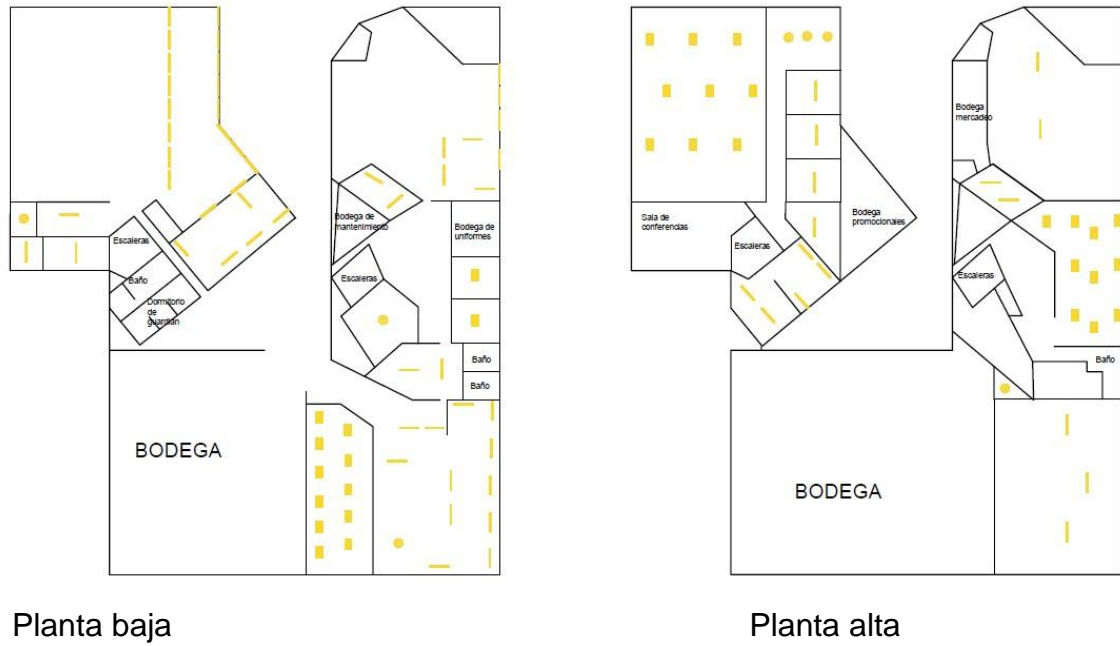 Escaleras
Baño
Dormitorio
de
guardián
Bodega de
mantenimiento
Escaleras
Bodega de
uniformes
Baño
Baño
BODEGA
Sala de
conferencias
Escaleras
Bodega
promocionales
Bodega
mercadeo
Escaleras
Baño
BODEGA
Planta baja
Planta alta